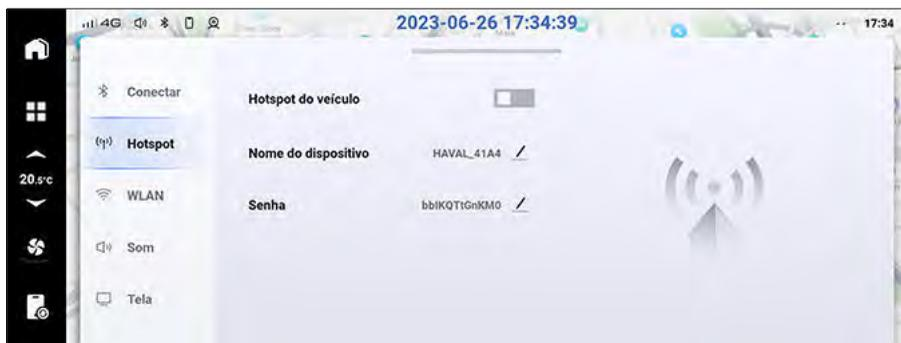 4G 2023-06-26 17:34:39 17:34
Conectar
Hotspot do veículo
Hotspot
Nome do dispositivo HAVAL_41A4
20.5°C
WLAN
Senha
Som
Tela